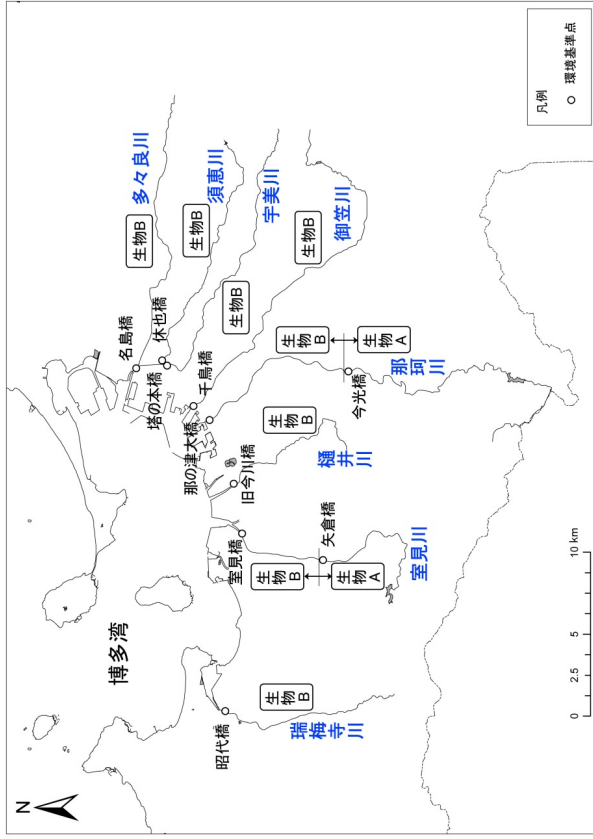 N
博多湾
昭代橋
生物B
瑞梅寺川
室見橋
生物B
生物A
矢倉橋
室見川
旧今川橋
生物B
樋井川
那の津大橋
千鳥橋
生物B
生物A
今光橋
那珂川
塔の本橋
名島橋
休也橋
生物B
多々良川
生物B
須恵川
生物B
宇美川
生物B
御笠川
凡例
環境基準点
0 2.5 5 10 km